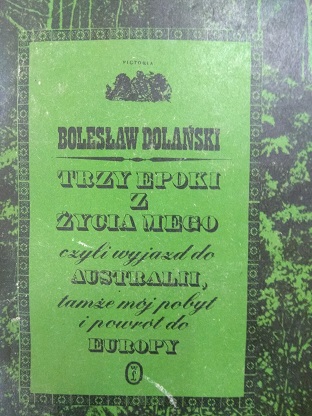 VICTORIA
BOLESŁAW DOLAŃSKI
TRZY EPOKI
Z
ŻYCIA MEGO
czyli wyjazd do
AUSTRALII,
tamże mój pobyt
i powrót do
EUROPY